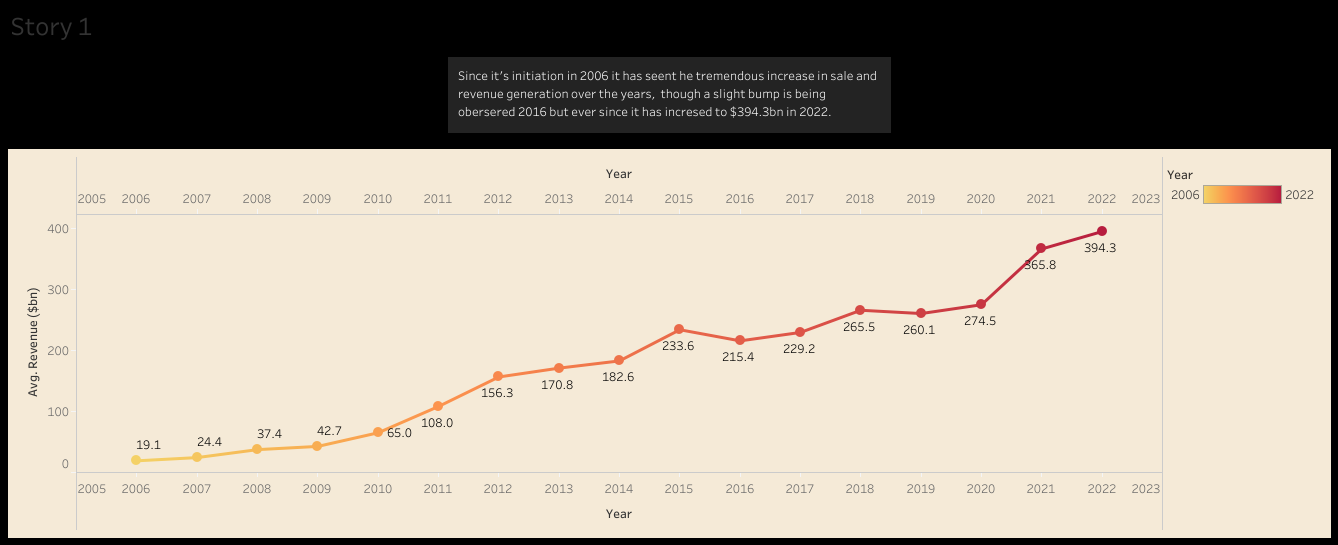 Story 1
Since it's initiation in 2006 it has seent he tremendous increase in sale and
revenue generation over the years, though a slight bump is being
obersered 2016 but ever since it has incresed to $394.3bn in 2022.
Year
2005 2006 2007 2008 2009 2010 2011 2012 2013 2014 2015 2016 2017 2018 2019 2020 2021 2022 2023
Year
2006 2022
Avg. Revenue ($bn)
400
300
200
100
0
19.1 24.4 37.4 42.7 65.0 108.0 156.3 170.8 182.6 233.6 215.4 229.2 265.5 260.1 274.5 365.8 394.3
2005 2006 2007 2008 2009 2010 2011 2012 2013 2014 2015 2016 2017 2018 2019 2020 2021 2022 2023
Year